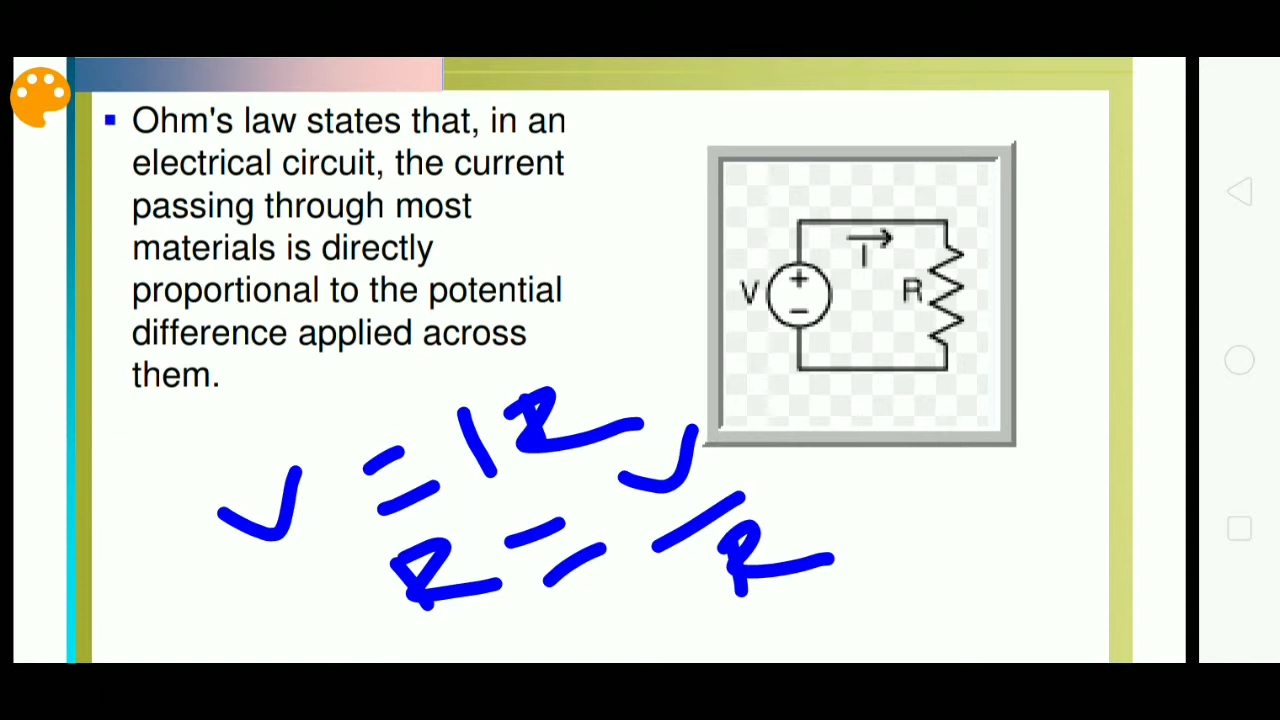 Ohm's law states that, in an
electrical circuit, the current
passing through most
materials is directly
proportional to the potential
difference applied across
them.
V
+
-
I
R
V = IR
R = V/R